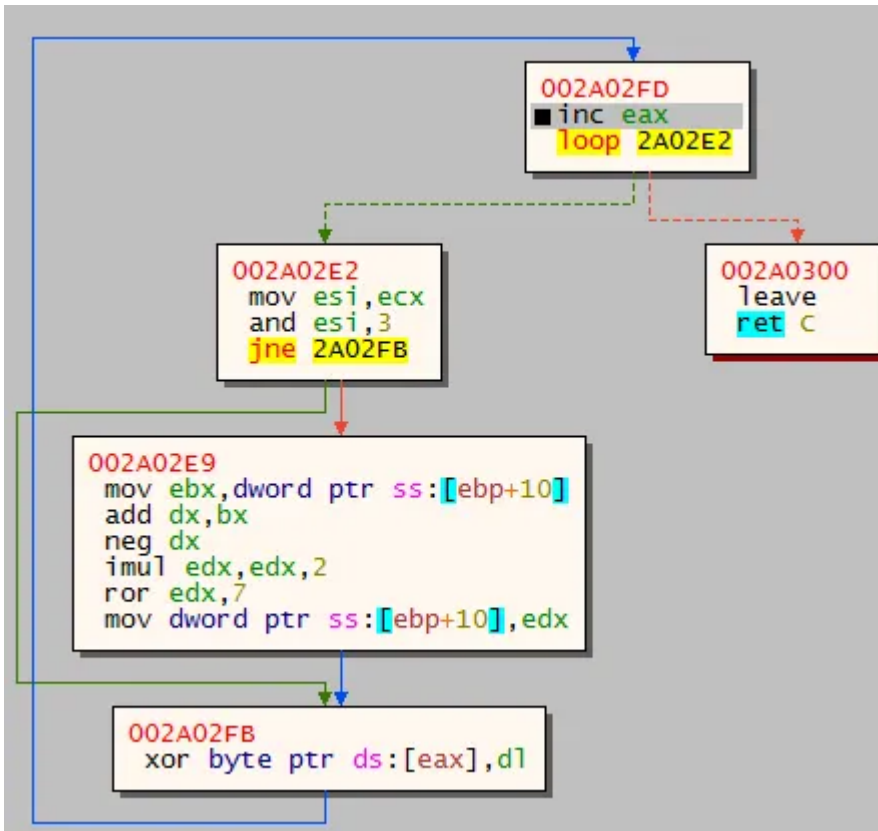 002A02FD
inc eax
loop 2A02E2
002A02E2
mov esi,ecx
and esi,3
jne 2A02FB
002A0300
leave
ret C
002A02E9
mov ebx,dword ptr ss:[ebp+10]
add dx,bx
neg dx
imul edx,edx,2
ror edx,7
mov dword ptr ss:[ebp+10],edx
002A02FB
xor byte ptr ds:[eax],dl